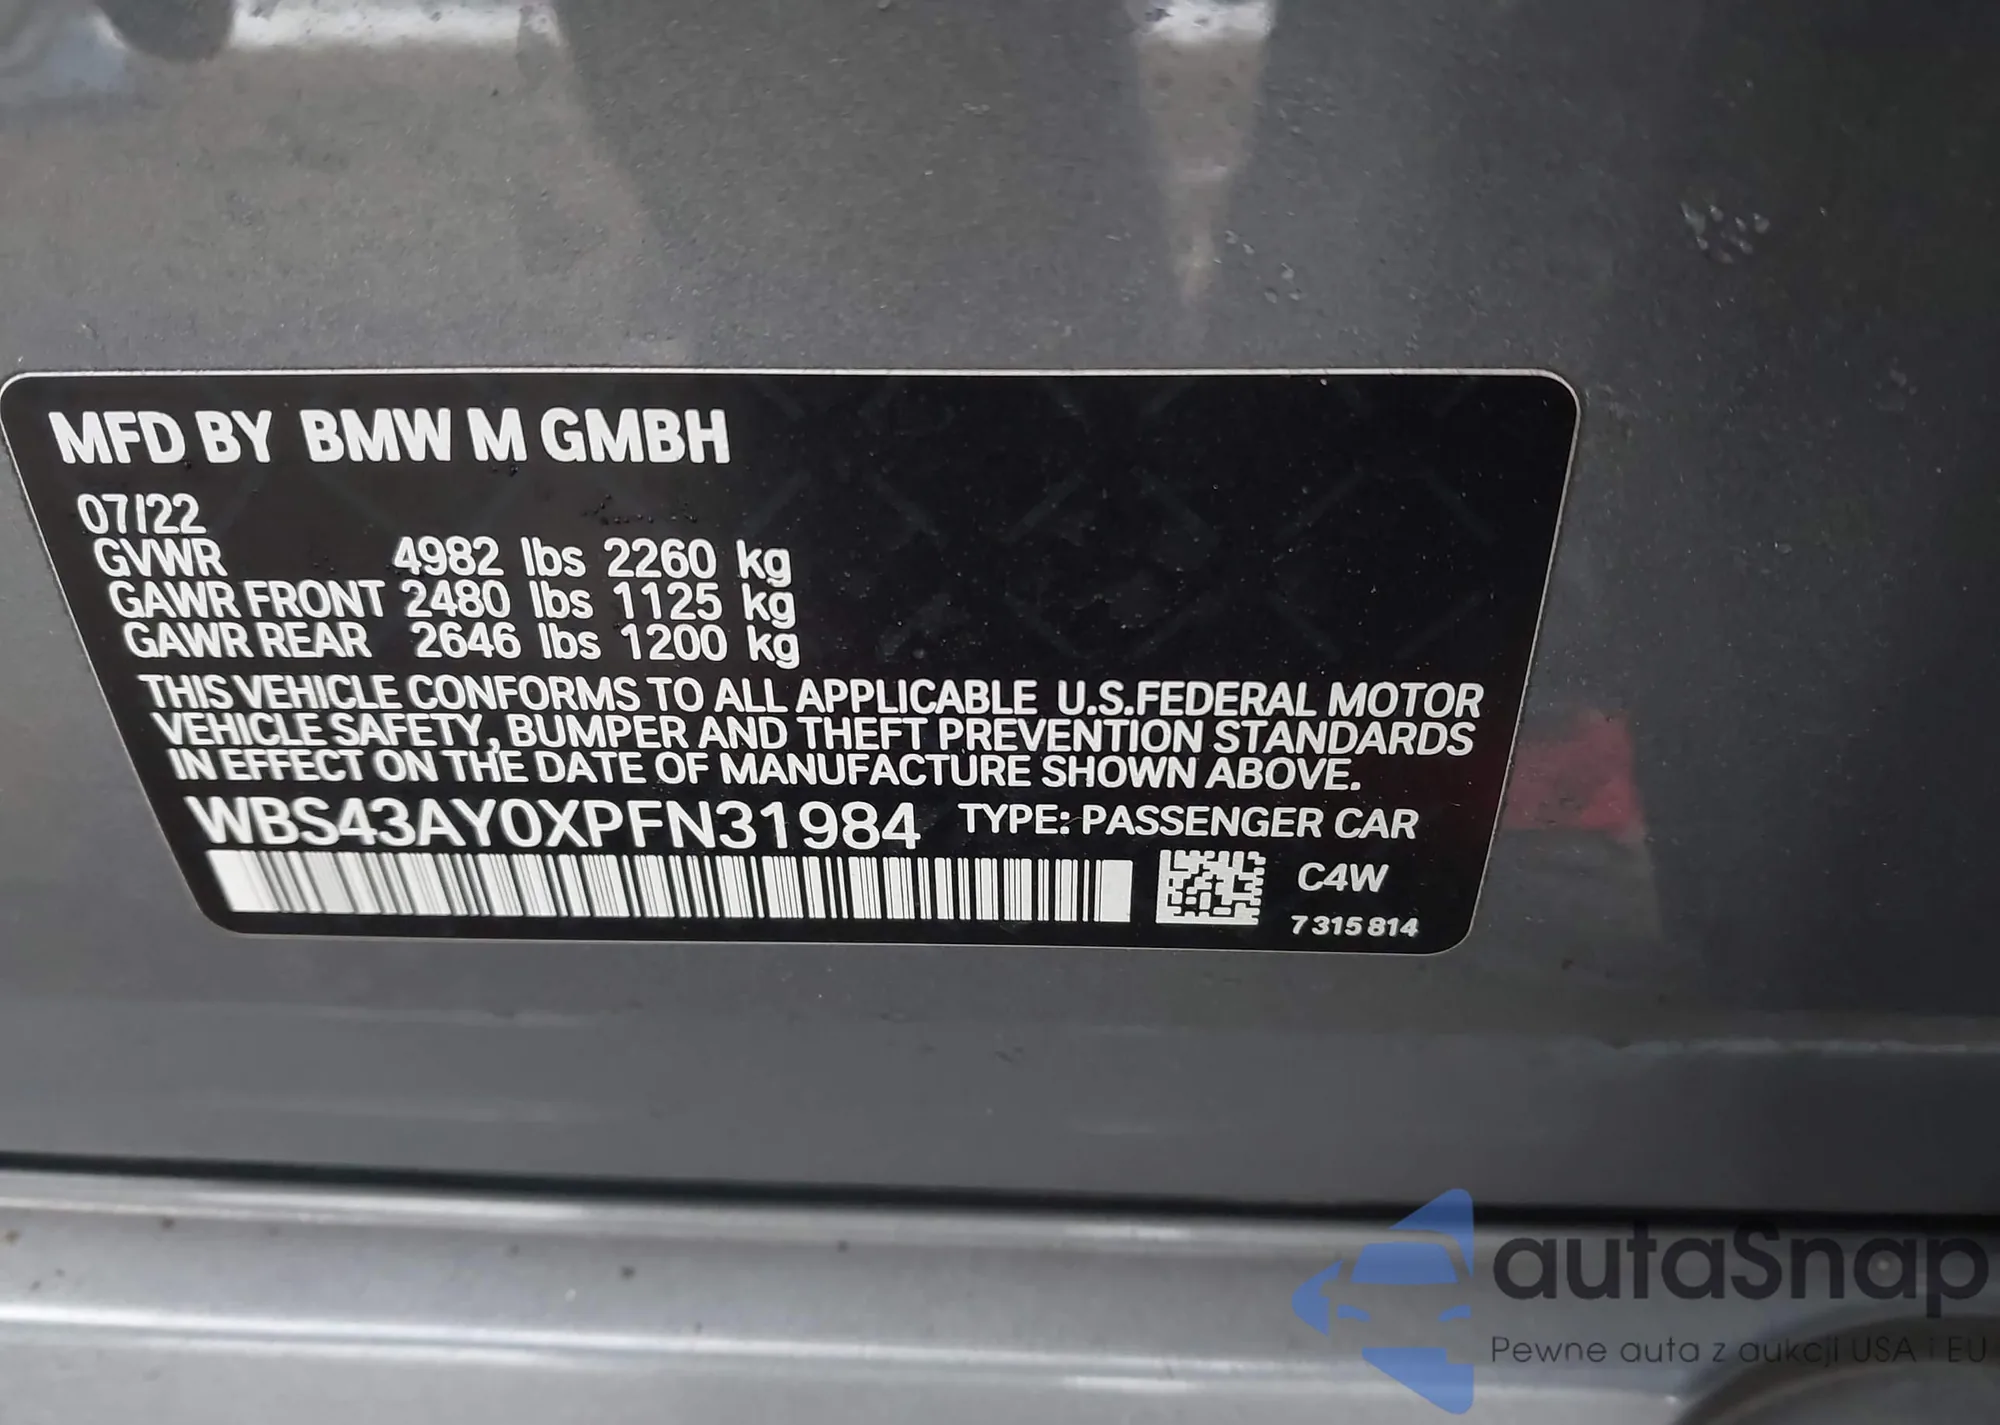 MFD BY BMW M GMBH
07/22
GVWR 4982 lbs 2260 kg
GAWR FRONT 2480 lbs 1125 kg
GAWR REAR 2646 lbs 1200 kg
THIS VEHICLE CONFORMS TO ALL APPLICABLE U.S.FEDERAL MOTOR
VEHICLE SAFETY, BUMPER AND THEFT PREVENTION STANDARDS
IN EFFECT ON THE DATE OF MANUFACTURE SHOWN ABOVE.
WBS43AY0XPFN31984 TYPE: PASSENGER CAR
C4W
7 315 814
autaSnap
Pewne auta z aukcji USA i EU